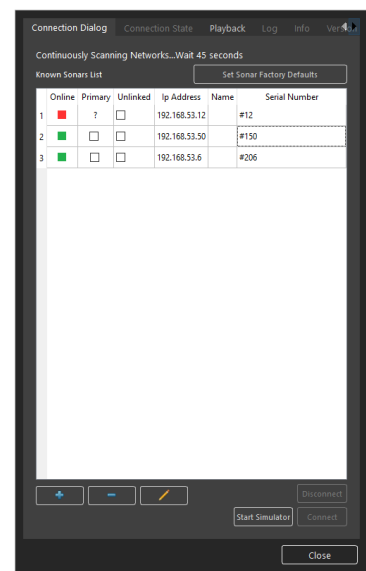 Connection Dialog Connection State Playback Log Info
Continuously Scanning Networks...Wait 45 seconds
Known Sonars List Set Sonar Factory Defaults
Online Primary Unlinked Ip Address Name Serial Number
1 ? 192.168.53.12 #12
2 192.168.53.50 #150
3 192.168.53.6 #206
Disconnect
Start Simulator Connect
Close